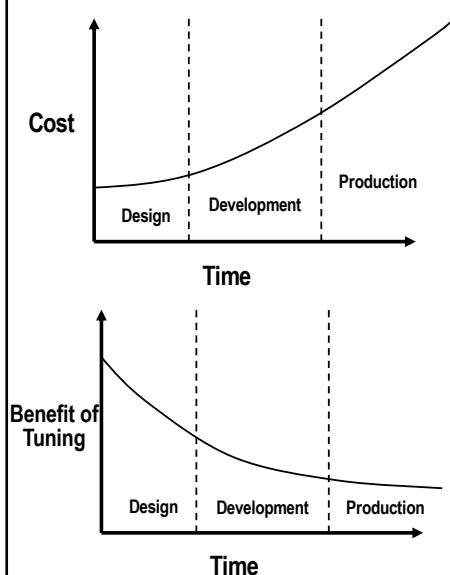 Cost
Production
Design
Development
Time
Benefit of
Tuning
Design
Development
Production
Time